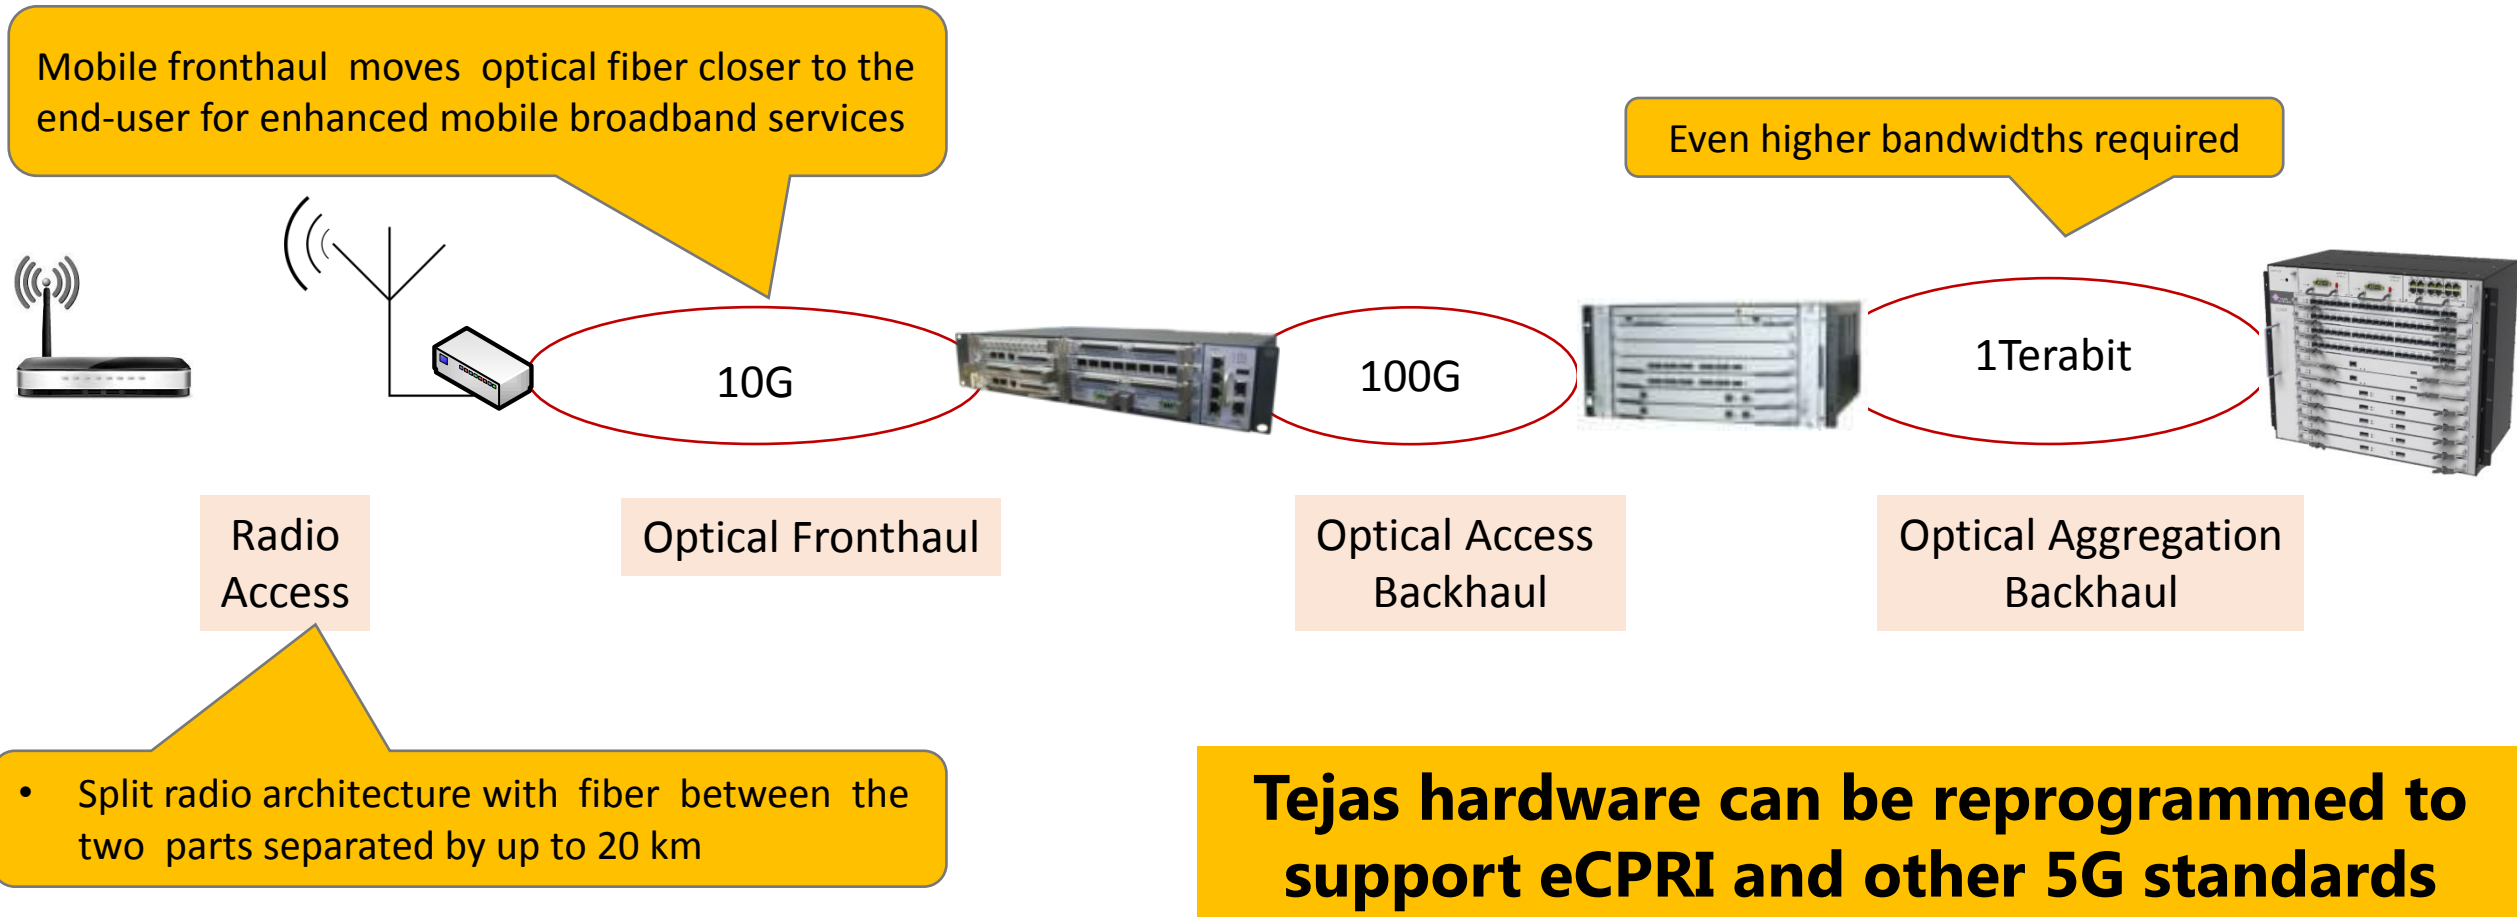 Mobile fronthaul moves optical fiber closer to the
end-user for enhanced mobile broadband services
Even higher bandwidths required
10G
100G
1Terabit
Radio
Access
Optical Fronthaul
Optical Access
Backhaul
Optical Aggregation
Backhaul
• Split radio architecture with fiber between the
two parts separated by up to 20 km
Tejas hardware can be reprogrammed to
support eCPRI and other 5G standards